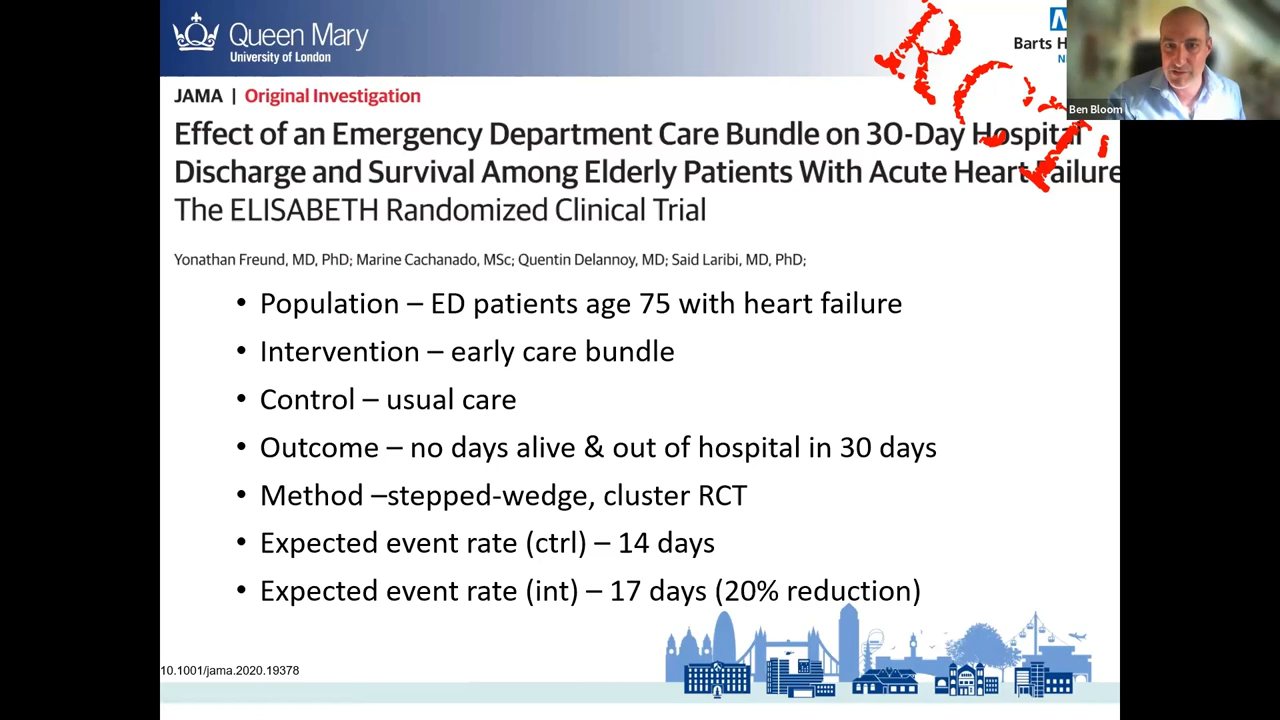 Queen Mary
University of London
Barts H
N
RCT
Ben Bloom
JAMA | Original Investigation
Effect of an Emergency Department Care Bundle on 30-Day Hospital
Discharge and Survival Among Elderly Patients With Acute Heart Failure
The ELISABETH Randomized Clinical Trial
Yonathan Freund, MD, PhD; Marine Cachanado, MSc; Quentin Delannoy, MD; Said Laribi, MD, PhD;
• Population – ED patients age 75 with heart failure
• Intervention – early care bundle
• Control – usual care
• Outcome – no days alive & out of hospital in 30 days
• Method –stepped-wedge, cluster RCT
• Expected event rate (ctrl) – 14 days
• Expected event rate (int) – 17 days (20% reduction)
10.1001/jama.2020.19378